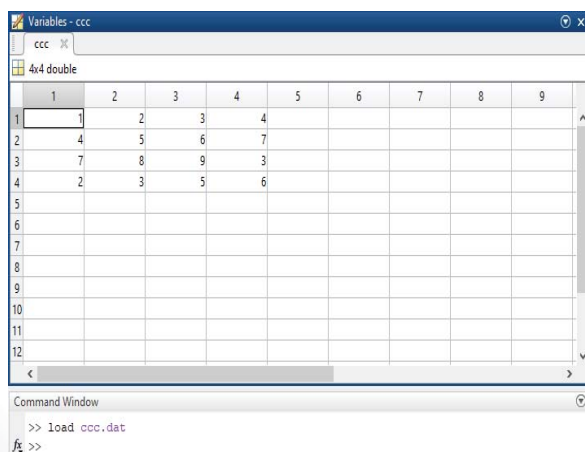 Variables - ccc
ccc
4x4 double
1 2 3 4 5 6 7 8 9
1 1 2 3 4
2 4 5 6 7
3 7 8 9 3
4 2 3 5 6
5
6
7
8
9
10
11
12
Command Window
>> load ccc.dat
fx >>